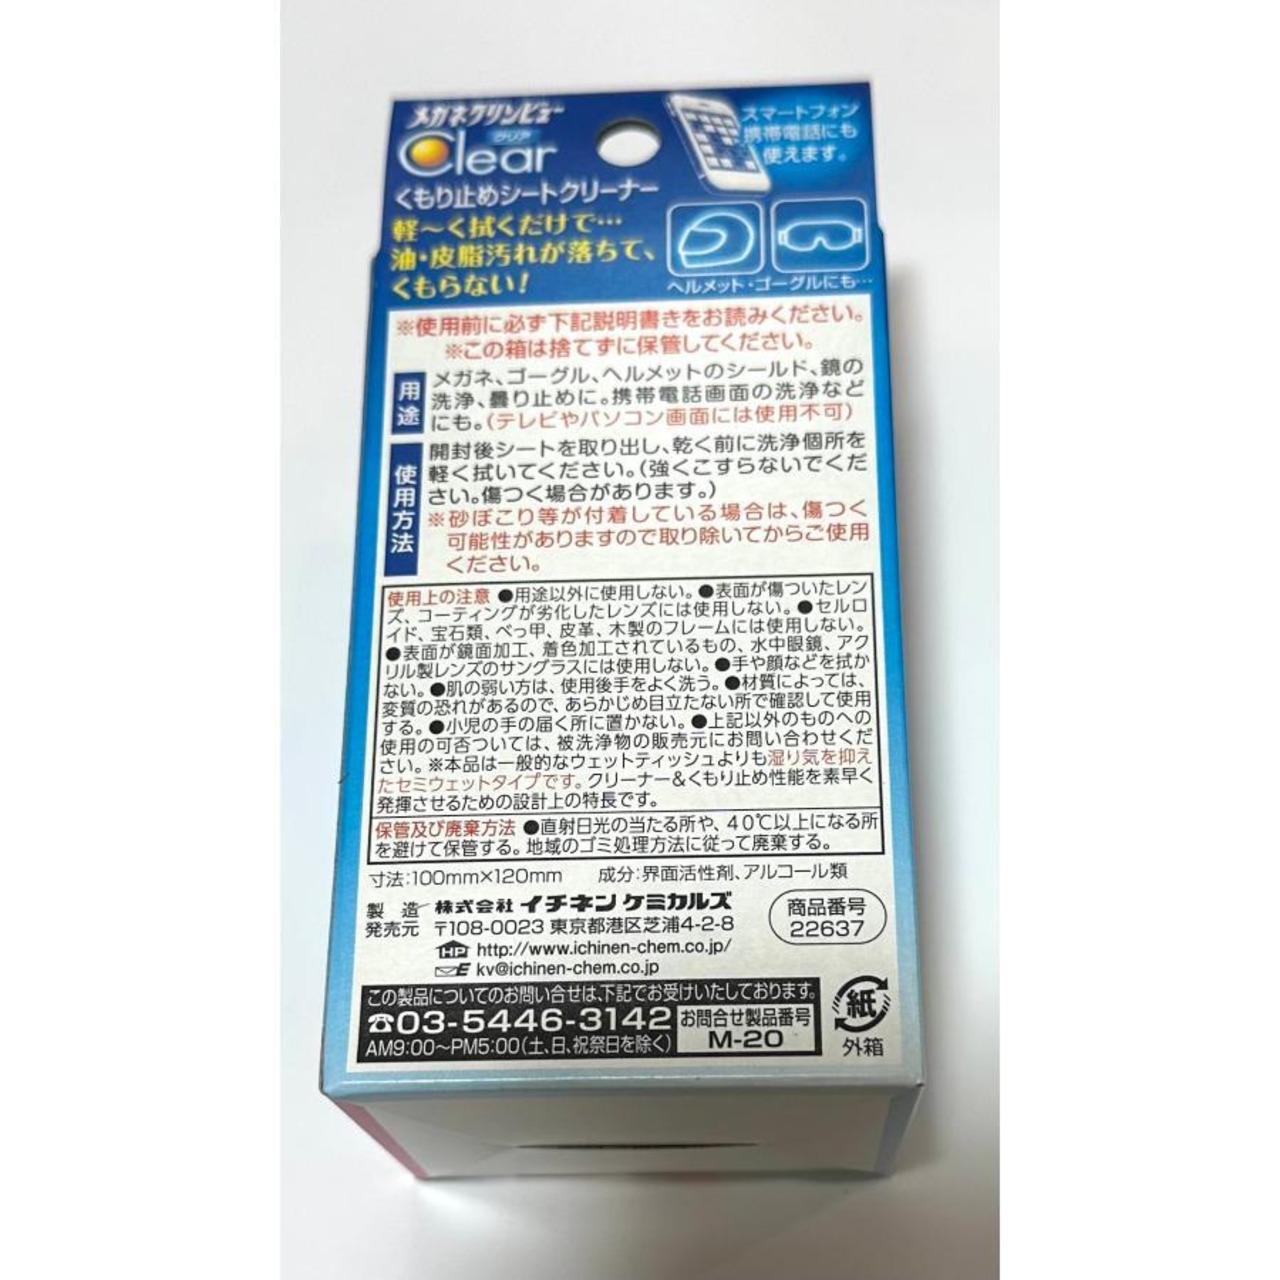 メガネクリンビュー
クリア
Clear
くもり止めシートクリーナー
軽〜く拭くだけで…
油・皮脂汚れが落ちて、
くもらない!
スマートフォン
携帯電話にも
使えます。
ヘルメット・ゴーグルにも…
※使用前に必ず下記説明書きをお読みください。
※この箱は捨てずに保管してください。
用途
メガネ、ゴーグル、ヘルメットのシールド、鏡の
洗浄、曇り止めに。携帯電話画面の洗浄など
にも。(テレビやパソコン画面には使用不可)
使用方法
開封後シートを取り出し、乾く前に洗浄個所を
軽く拭いてください。(強くこすらないでくだ
さい。傷つく場合があります。)
※砂ぼこり等が付着している場合は、傷つく
可能性がありますので取り除いてからご使用
ください。
使用上の注意 ●用途以外に使用しない。●表面が傷ついたレン
ズ、コーティングが劣化したレンズには使用しない。●セルロ
イド、宝石類、べっ甲、皮革、木製のフレームには使用しない。
●表面が鏡面加工、着色加工されているもの、水中眼鏡、アク
リル製レンズのサングラスには使用しない。●手や顔などを拭か
ない。●肌の弱い方は、使用後手をよく洗う。●材質によっては、
変質の恐れがあるので、あらかじめ目立たない所で確認して使用
する。●小児の手の届く所に置かない。●上記以外のものへの
使用の可否ついては、被洗浄物の販売元にお問い合わせくだ
さい。※本品は一般的なウェットティッシュよりも湿り気を抑え
たセミウェットタイプです。クリーナー&くもり止め性能を素早く
発揮させるための設計上の特長です。
保管及び廃棄方法 ●直射日光の当たる所や、40℃以上になる所
を避けて保管する。地域のゴミ処理方法に従って廃棄する。
寸法:100mm×120mm 成分:界面活性剤、アルコール類
製造発売元 株式会社 イチネン ケミカルズ
〒108-0023 東京都港区芝浦4-2-8
HP http://www.ichinen-chem.co.jp/
E kv@ichinen-chem.co.jp
商品番号
22637
この製品についてのお問い合せは、下記でお受けいたしております。
☎03-5446-3142
AM9:00〜PM5:00(土、日、祝祭日を除く)
お問合せ製品番号
M-20
紙
外箱